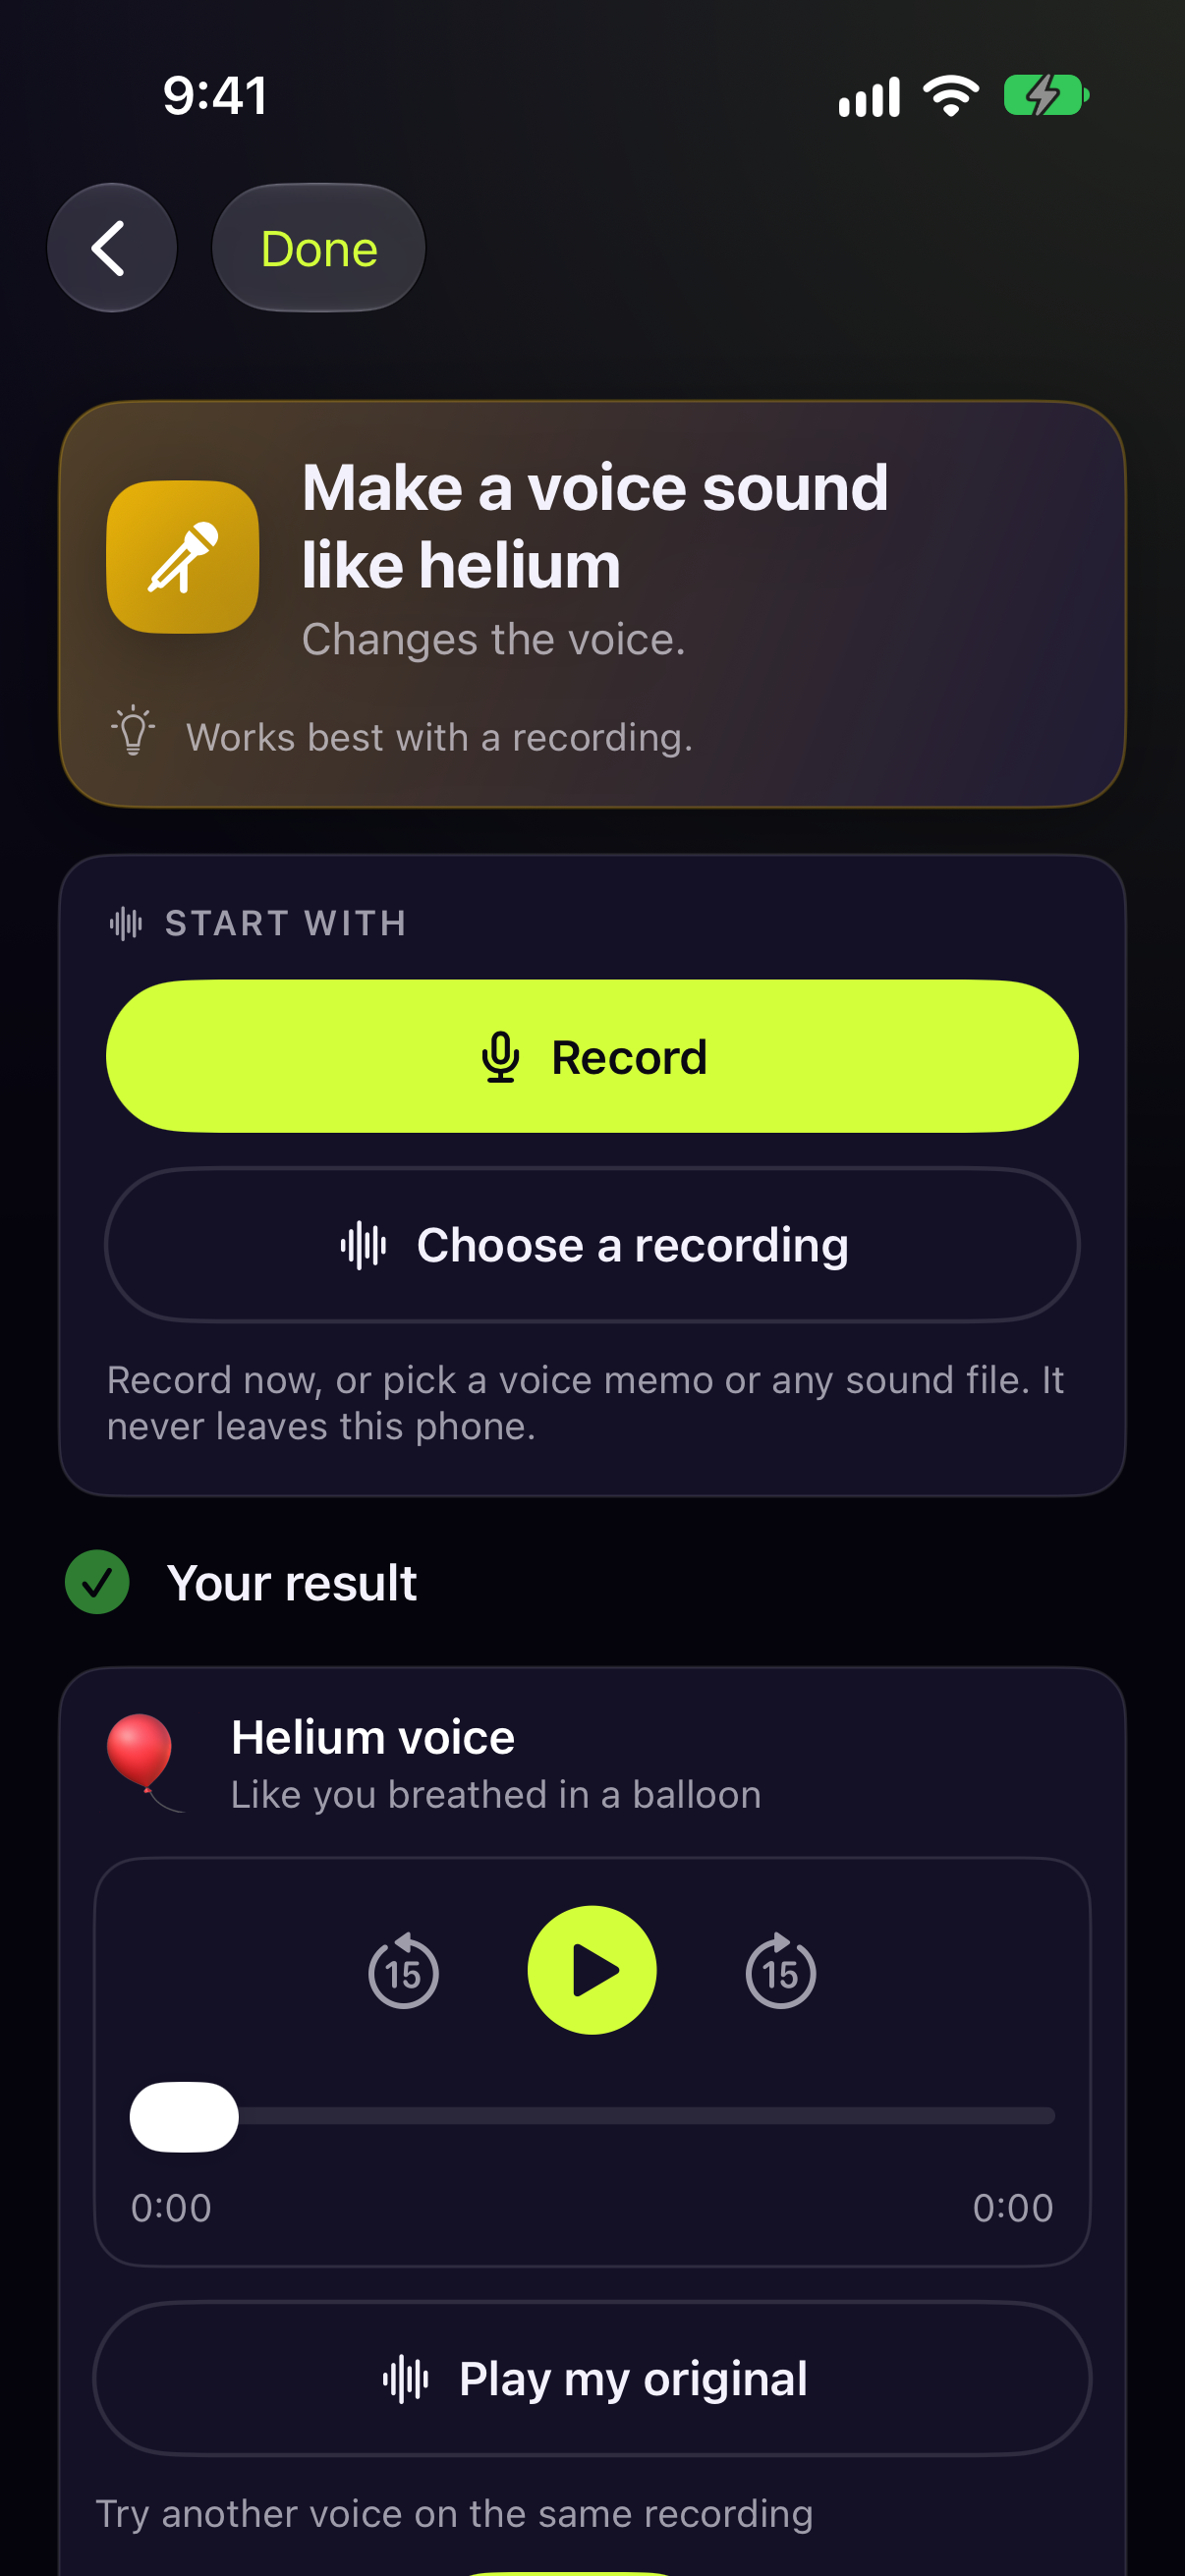 9:41
Done
Make a voice sound
like helium
Changes the voice.
Works best with a recording.
START WITH
Record
Choose a recording
Record now, or pick a voice memo or any sound file. It
never leaves this phone.
Your result
Helium voice
Like you breathed in a balloon
15
15
0:00
0:00
Play my original
Try another voice on the same recording